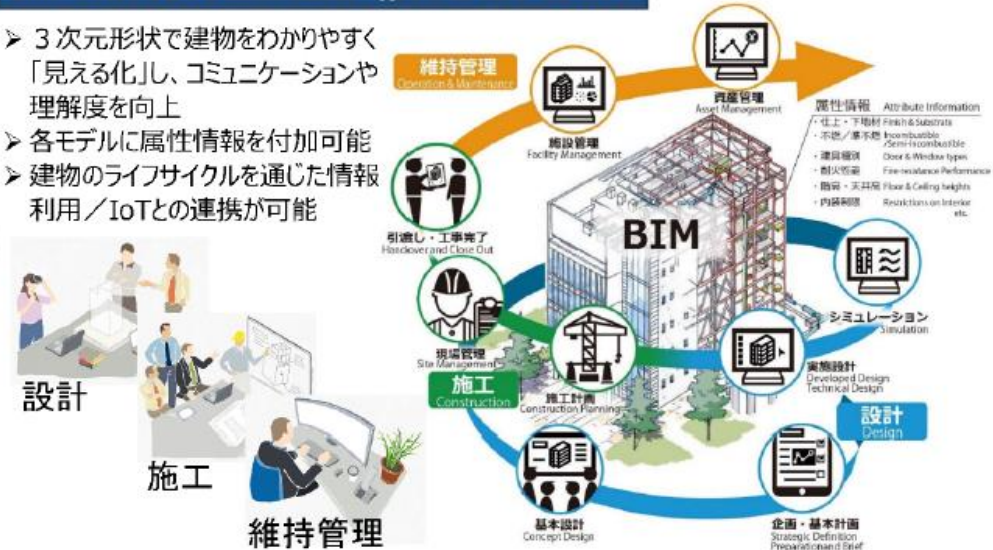 ➢ ３次元形状で建物をわかりやすく
「見える化」し、コミュニケーションや
理解度を向上
➢ 各モデルに属性情報を付加可能
➢ 建物のライフサイクルを通じた情報
利用／IoTとの連携が可能
設計
施工
維持管理
維持管理
Operation & Maintenance
資産管理
Asset Management
施設管理
Facility Management
属性情報 Attribute Information
・仕上・下地材 Finish & Substrate
・不燃／準不燃 Incombustible
/Semi-incombustible
・建具種別 Door & Window types
・耐火性能 Fire-resistance Performance
・階高・天井高 Floor & Ceiling heights
・内装制限 Restrictions on Interior
etc.
引渡し・工事完了
Handover and Close Out
BIM
シミュレーション
Simulation
現場管理
Site Management
施工
Construction
施工計画
Construction Planning
実施設計
Developed Design
Technical Design
設計
Design
基本設計
Concept Design
企画・基本計画
Strategic Definition
Preparation and Brief